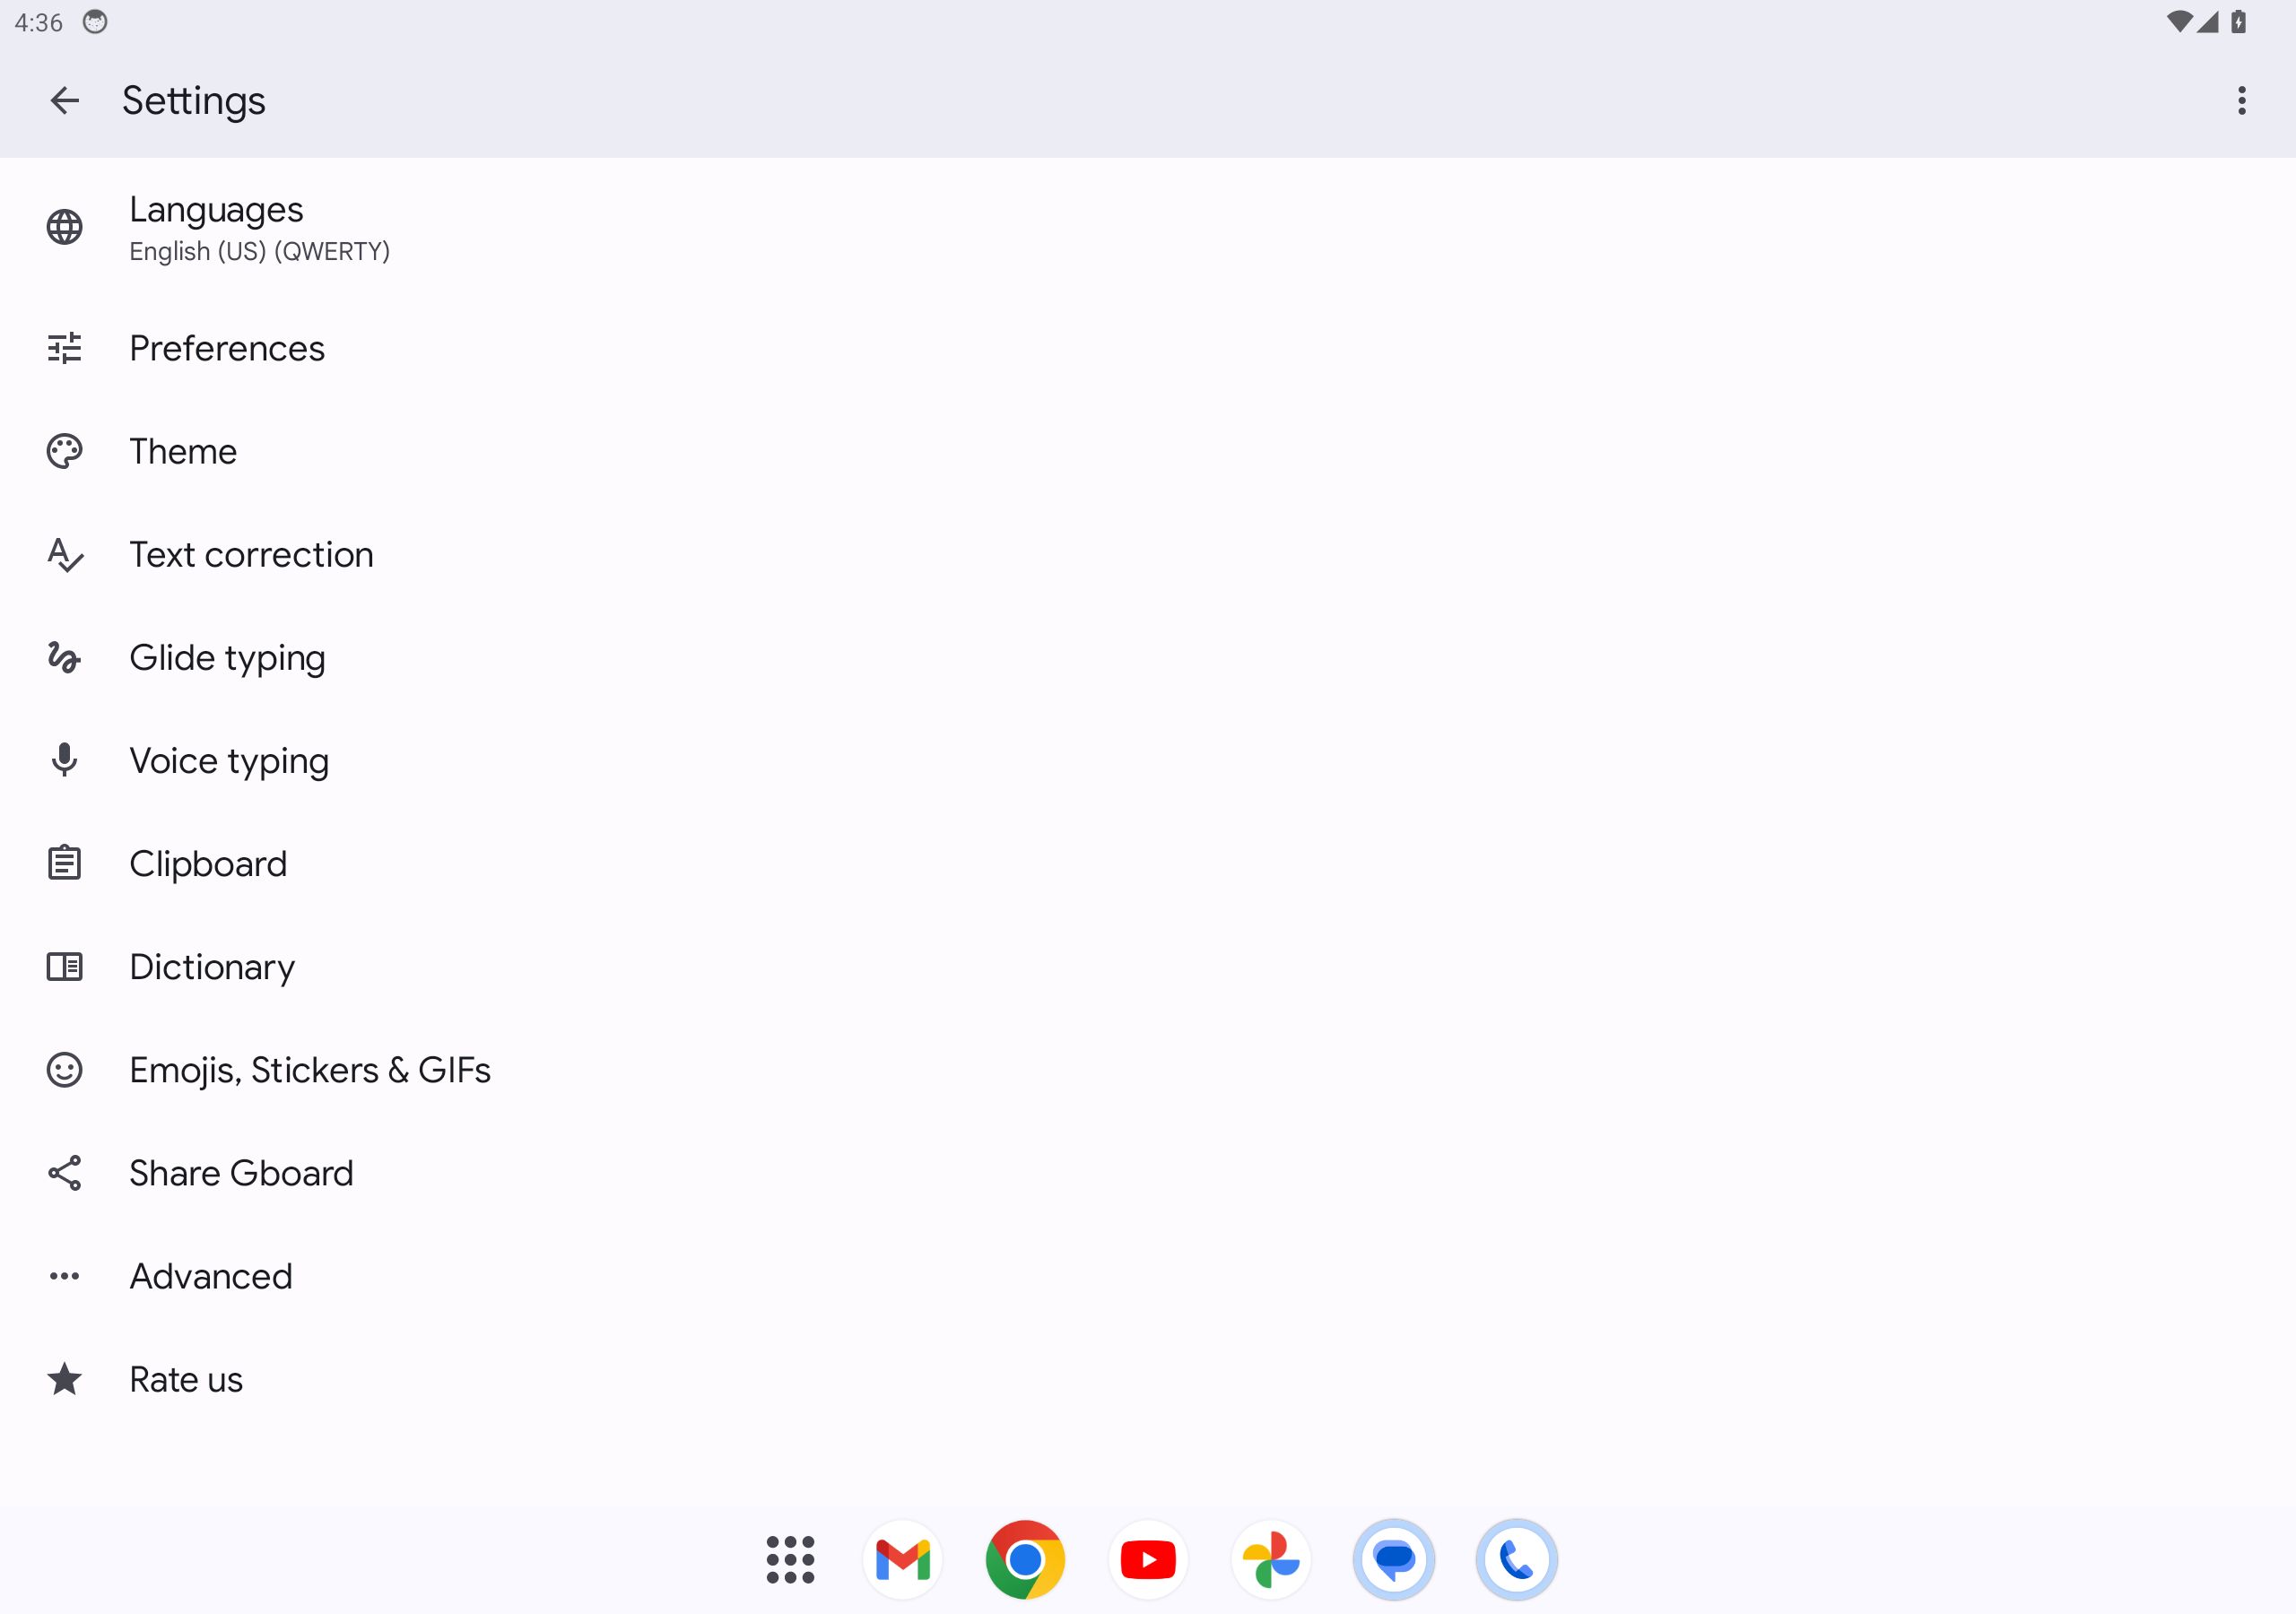 4:36
Settings
Languages
English (US) (QWERTY)
Preferences
Theme
Text correction
Glide typing
Voice typing
Clipboard
Dictionary
Emojis, Stickers & GIFs
Share Gboard
Advanced
Rate us